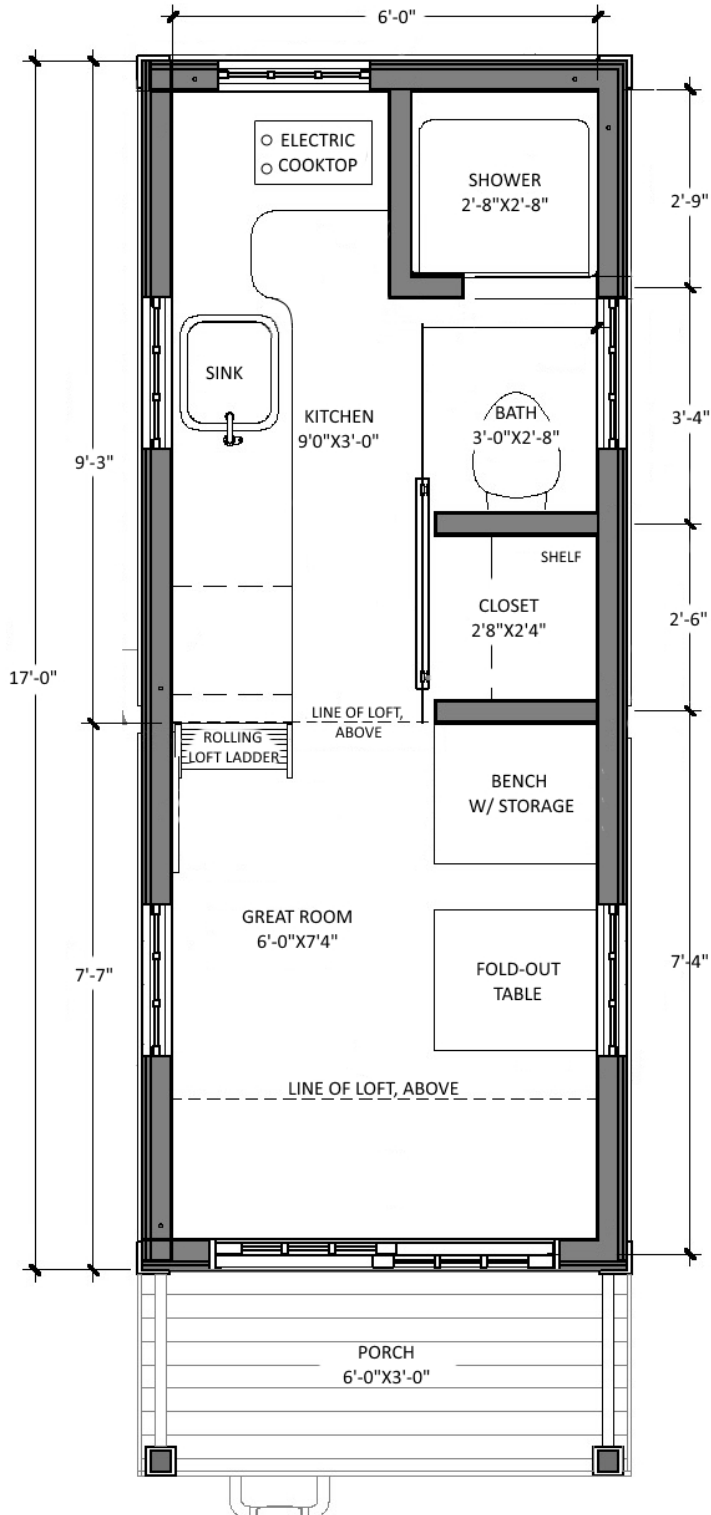 6'-0"
ELECTRIC
COOKTOP
SHOWER
2'-8"X2'-8"
2'-9"
SINK
KITCHEN
9'0"X3'-0"
BATH
3'-0"X2'-8"
3'-4"
9'-3"
SHELF
CLOSET
2'8"X2'4"
2'-6"
17'-0"
LINE OF LOFT,
ABOVE
ROLLING
LOFT LADDER
BENCH
W/ STORAGE
GREAT ROOM
6'-0"X7'4"
7'-7"
FOLD-OUT
TABLE
7'-4"
LINE OF LOFT, ABOVE
PORCH
6'-0"X3'-0"